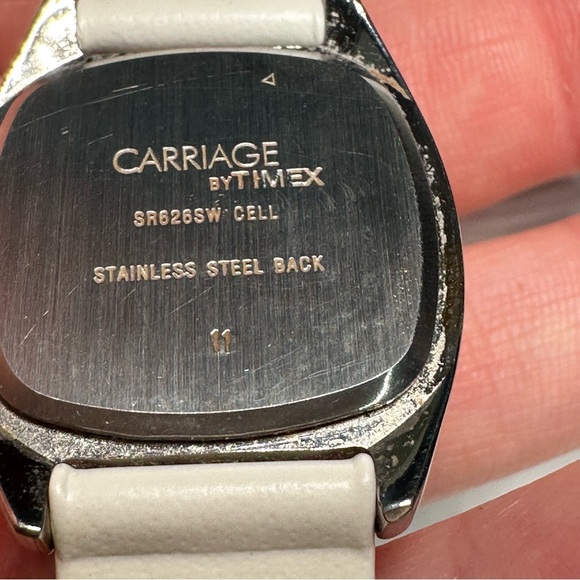 CARRIAGE
BY TIMEX
SR626SW CELL
STAINLESS STEEL BACK
11